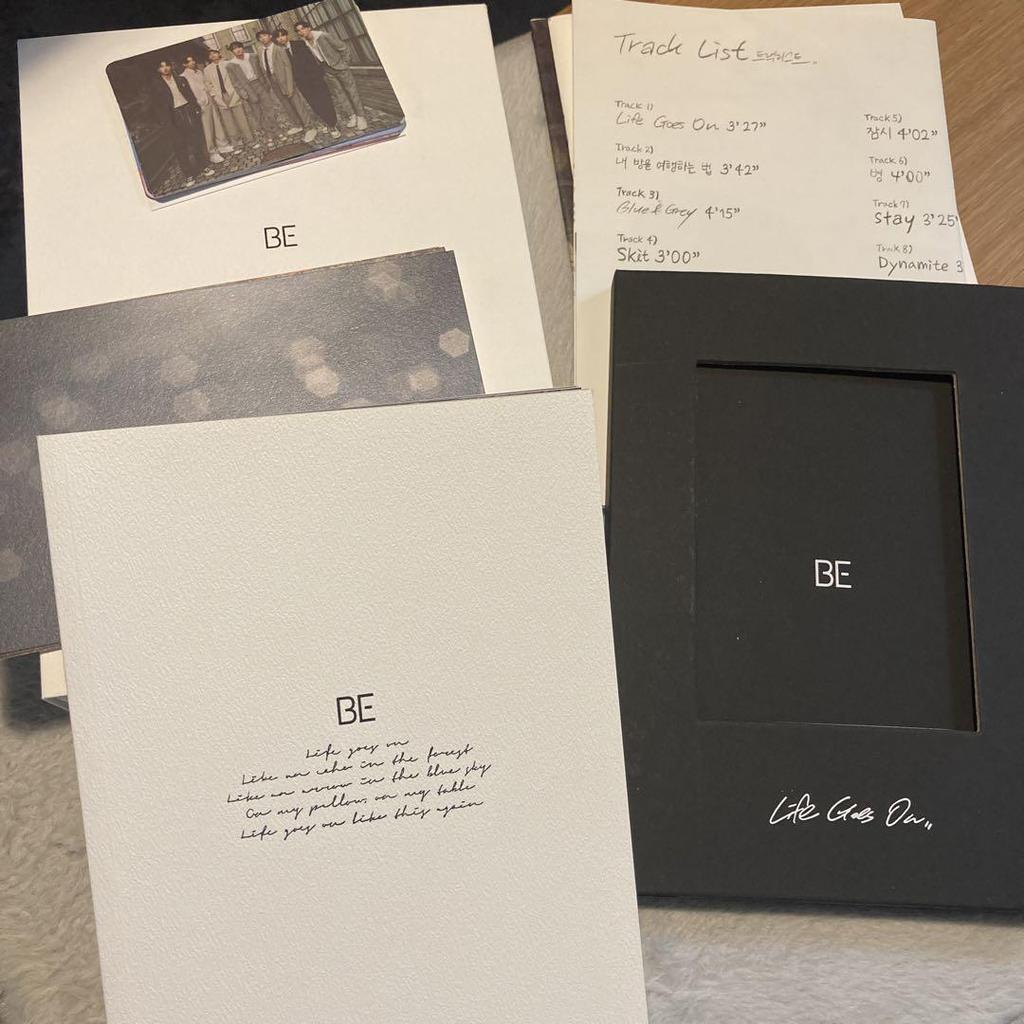 BE
Track List 트랙리스트..
Track 1)
Life Goes On 3'27"
Track 2)
내 방을 여행하는 법 3'42"
Track 3)
Blue & Grey 4'15"
Track 4)
Skit 3'00"
Track 5)
잠시 4'02"
Track 6)
병 4'00"
Track 7)
Stay 3'25"
Track 8)
Dynamite 3
BE
Life goes on
Like an echo in the forest
Like an arrow in the blue sky
On my pillow, on my table
Life goes on like this again
BE
Life Goes On..